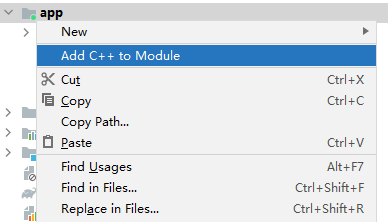 app
New
Add C++ to Module
Cut Ctrl+X
Copy Ctrl+C
Copy Path...
Paste Ctrl+V
Find Usages Alt+F7
Find in Files... Ctrl+Shift+F
Replace in Files... Ctrl+Shift+R